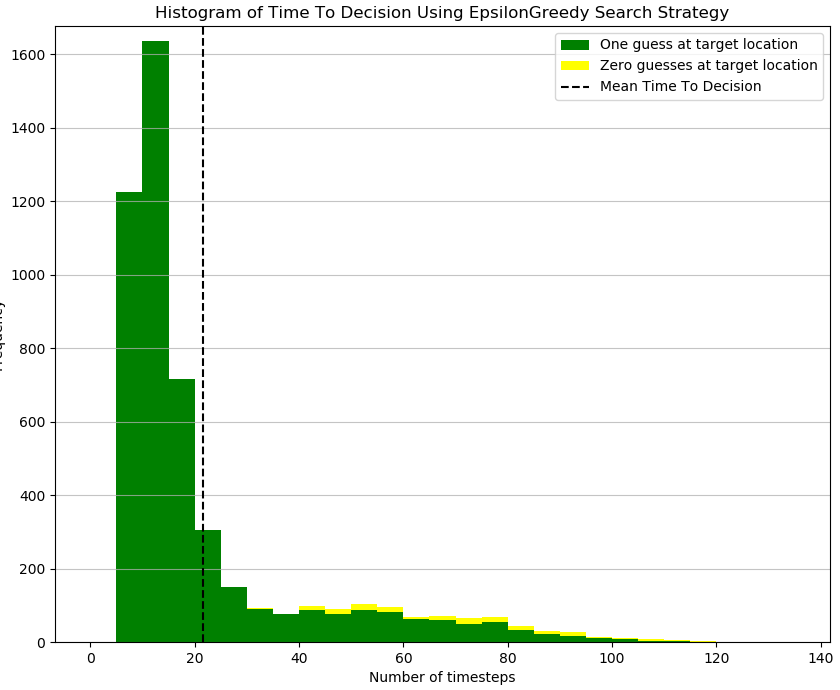 Histogram of Time To Decision Using EpsilonGreedy Search Strategy
One guess at target location
Zero guesses at target location
Mean Time To Decision
1600
1400
1200
1000
800
600
400
200
0
0 20 40 60 80 100 120 140
Number of timesteps